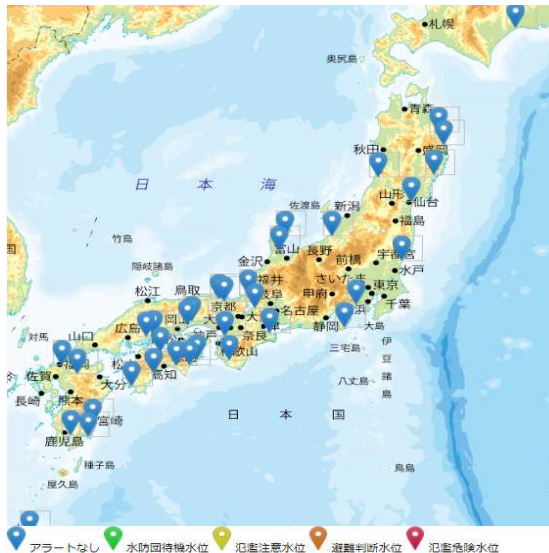 札幌
奥尻島
青森
秋田
盛岡
日 本 海
佐渡島
新潟
山形
仙台
福島
竹島
金沢
富山
長野
前橋
宇都宮
水戸
隠岐諸島
福井
さいたま
松江
鳥取
岐阜
甲府
東京
京都
千葉
名古屋
広島
岡山
静岡
大島
対馬
山口
奈良
三宅島
伊豆諸島
和歌山
福岡
高知
佐賀
大分
八丈島
長崎
熊本
日 本 国
宮崎
鹿児島
種子島
鳥島
屋久島
アラートなし
水防団待機水位
氾濫注意水位
避難判断水位
氾濫危険水位